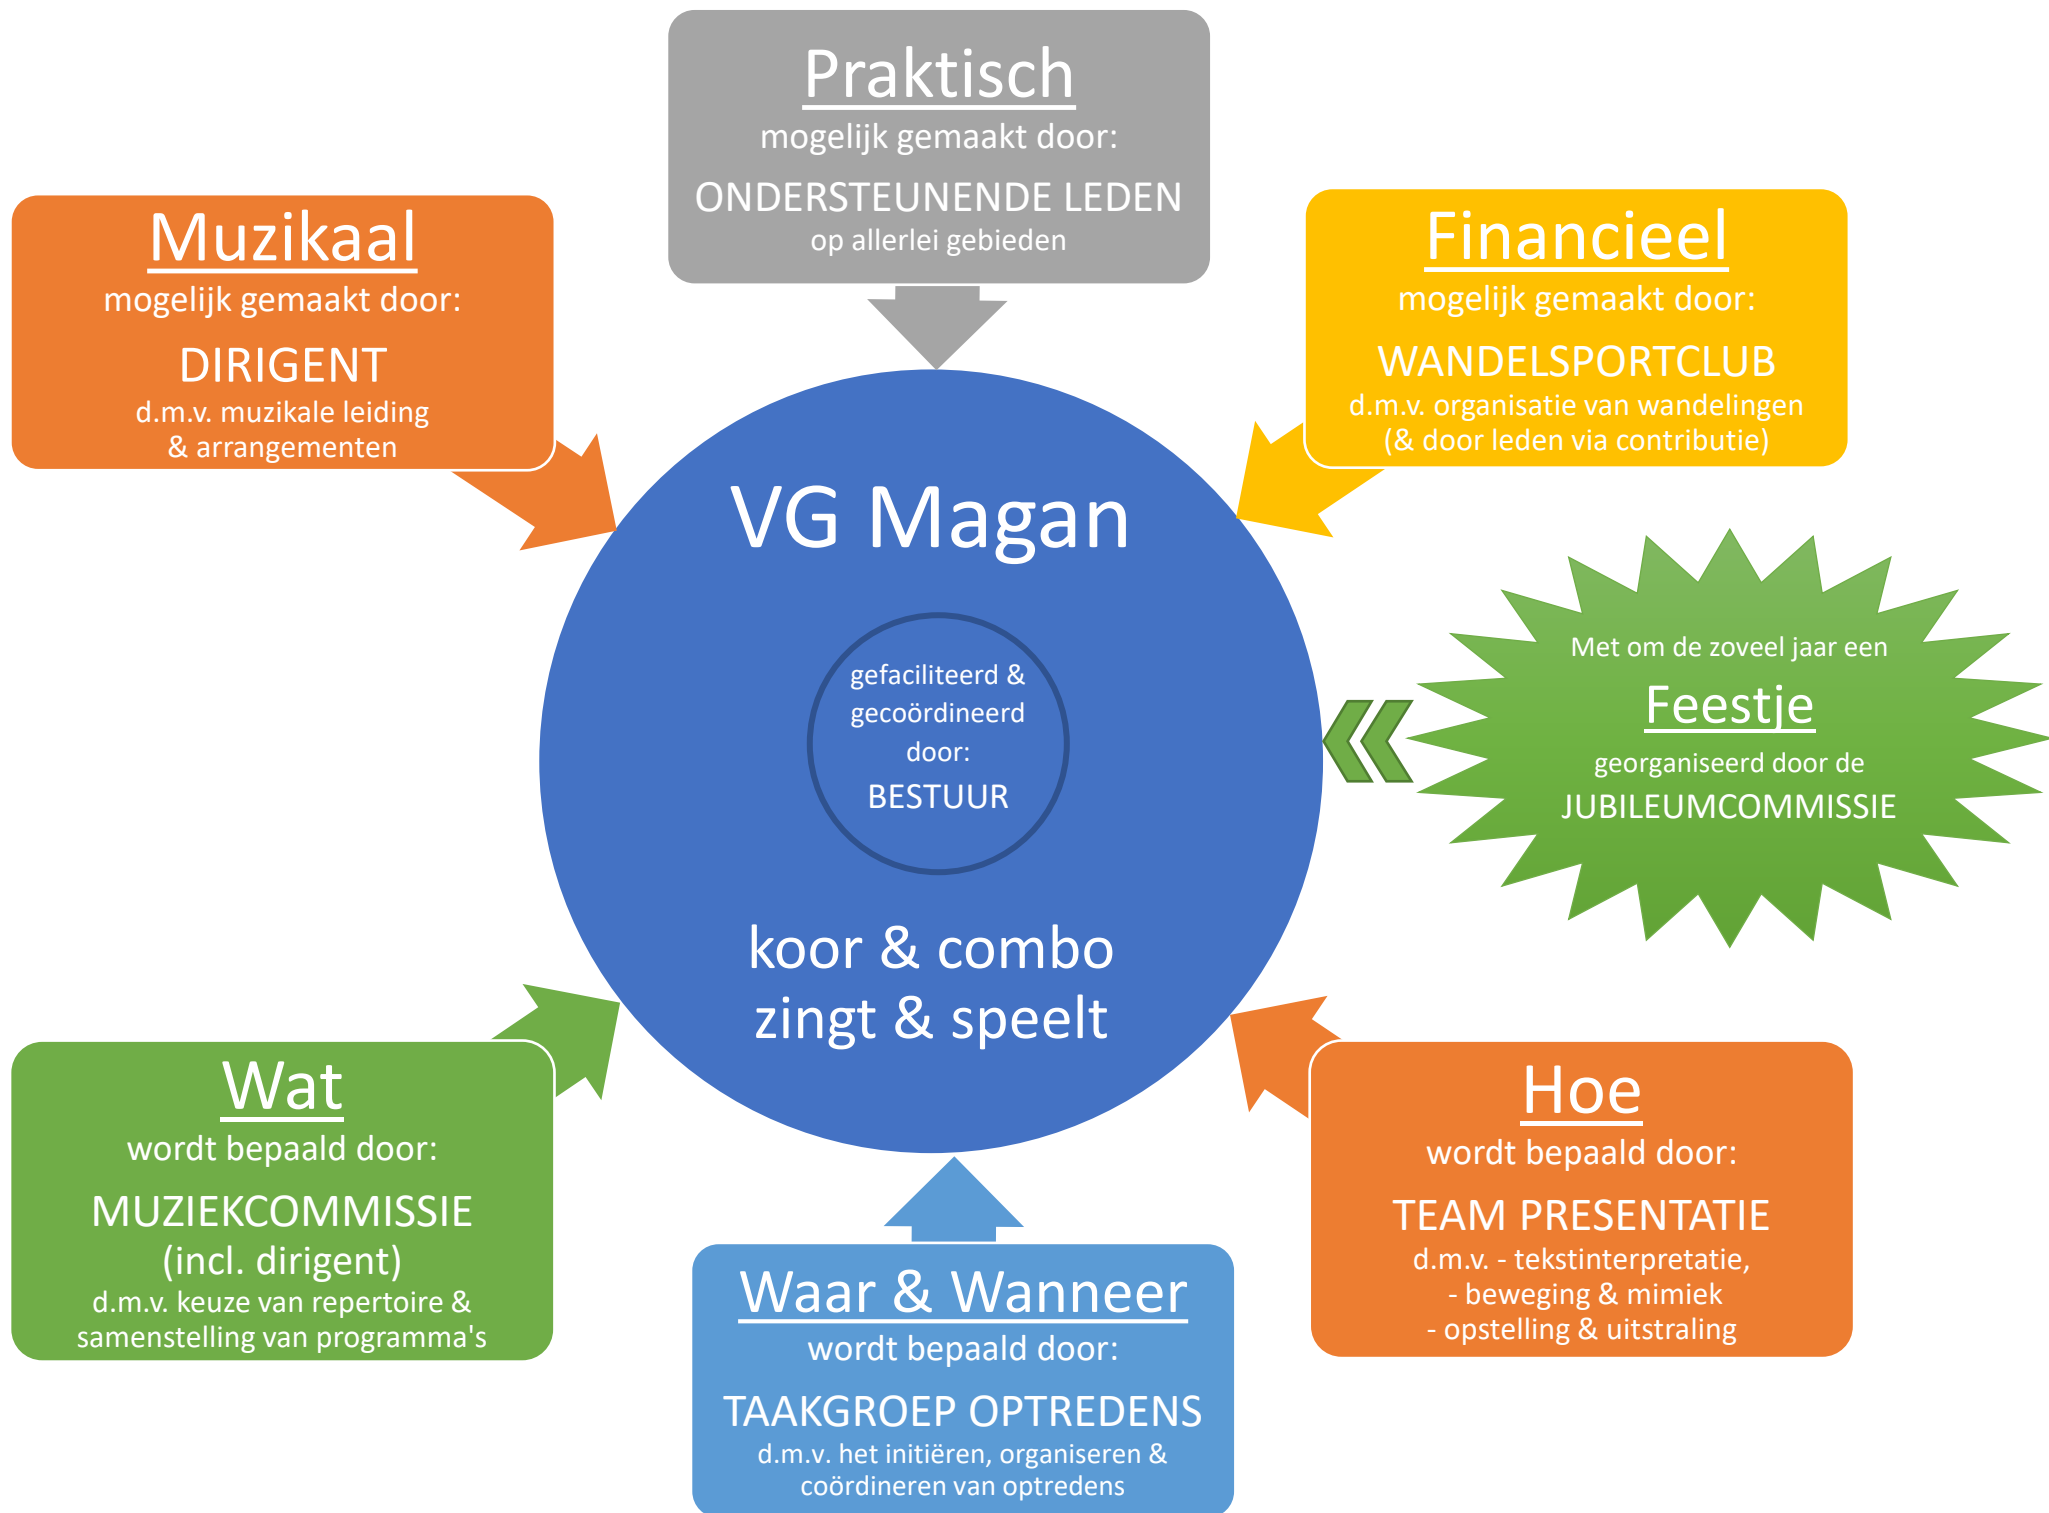 Praktisch
mogelijk gemaakt door:
ONDERSTEUNENDE LEDEN
op allerlei gebieden
Muzikaal
mogelijk gemaakt door:
DIRIGENT
d.m.v. muzikale leiding
& arrangementen
Financieel
mogelijk gemaakt door:
WANDELSPORTCLUB
d.m.v. organisatie van wandelingen
(& door leden via contributie)
VG Magan
gefaciliteerd &
gecoördineerd
door:
BESTUUR
koor & combo
zingt & speelt
Met om de zoveel jaar een
Feestje
georganiseerd door de
JUBILEUMCOMMISSIE
Wat
wordt bepaald door:
MUZIEKCOMMISSIE
(incl. dirigent)
d.m.v. keuze van repertoire &
samenstelling van programma's
Waar & Wanneer
wordt bepaald door:
TAAKGROEP OPTREDENS
d.m.v. het initiëren, organiseren &
coördineren van optredens
Hoe
wordt bepaald door:
TEAM PRESENTATIE
d.m.v. - tekstinterpretatie,
- beweging & mimiek
- opstelling & uitstraling